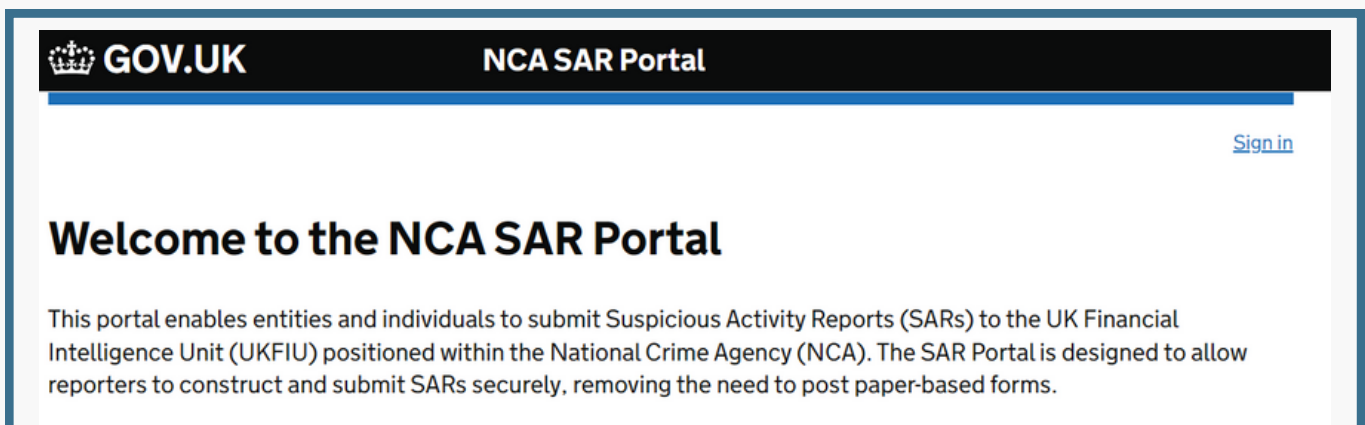 GOV.UK NCA SAR Portal
Sign in
Welcome to the NCA SAR Portal
This portal enables entities and individuals to submit Suspicious Activity Reports (SARs) to the UK Financial
Intelligence Unit (UKFIU) positioned within the National Crime Agency (NCA). The SAR Portal is designed to allow
reporters to construct and submit SARs securely, removing the need to post paper-based forms.